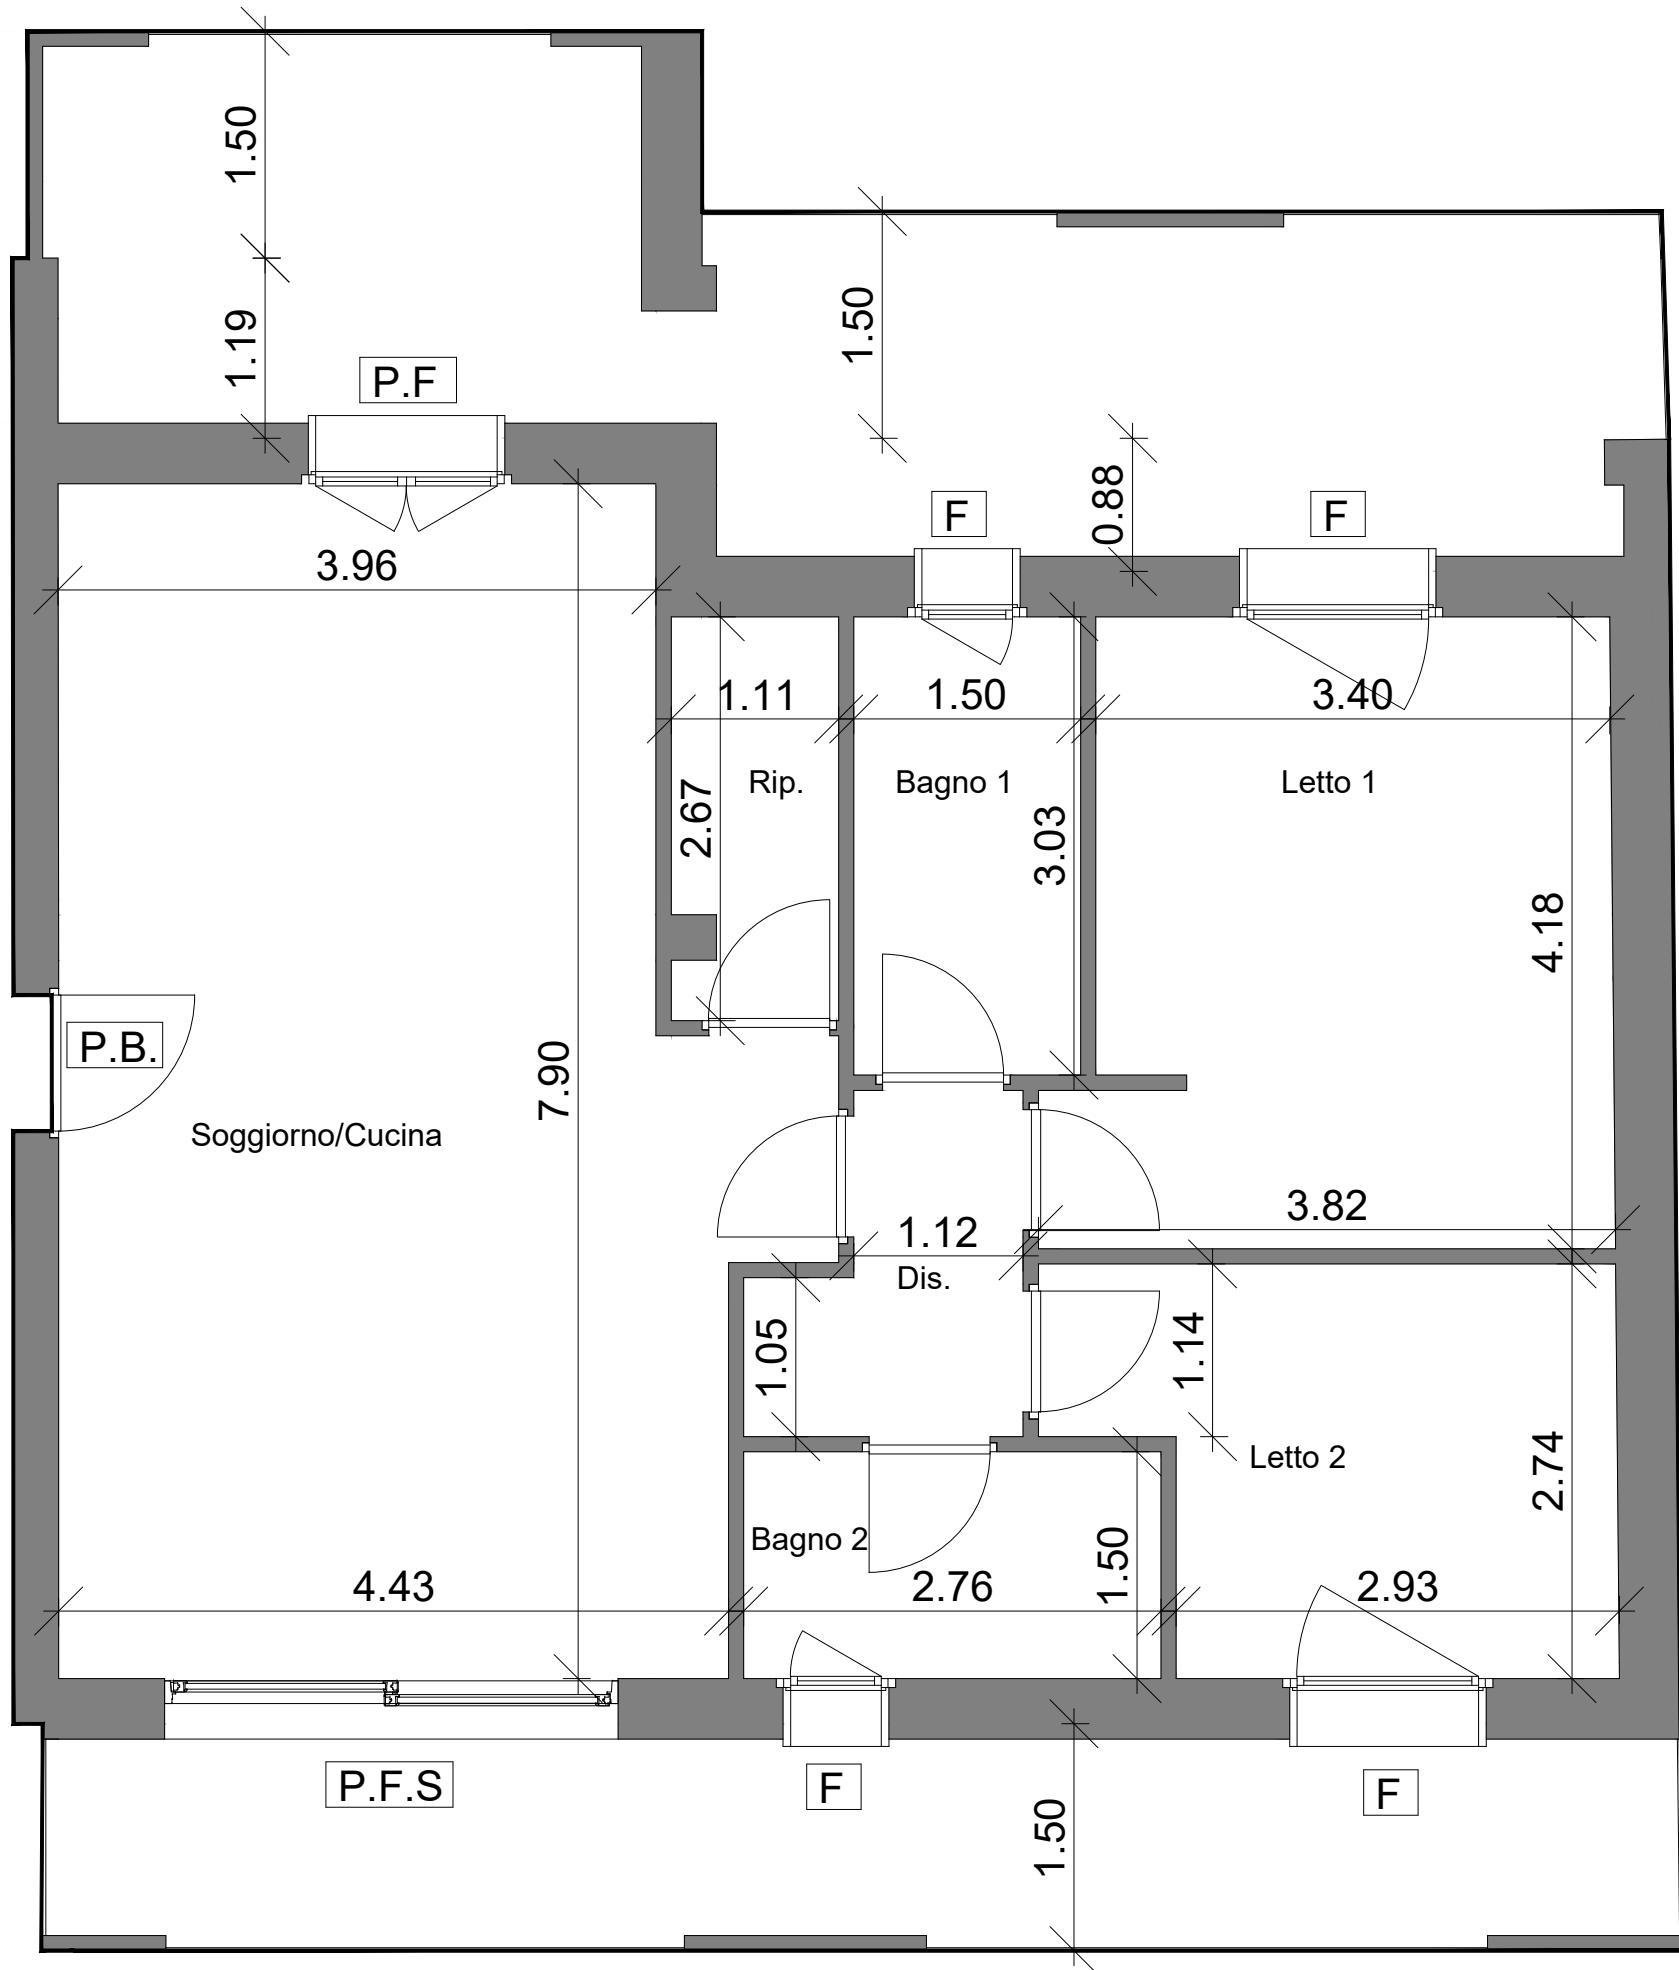 1.50
1.19
P.F
1.50
0.88
F
F
3.96
1.11
1.50
3.40
Rip.
Bagno 1
Letto 1
2.67
3.03
4.18
P.B.
7.90
Soggiorno/Cucina
3.82
1.12
Dis.
1.05
1.14
Letto 2
2.74
Bagno 2
1.50
4.43
2.76
2.93
P.F.S
F
F
1.50